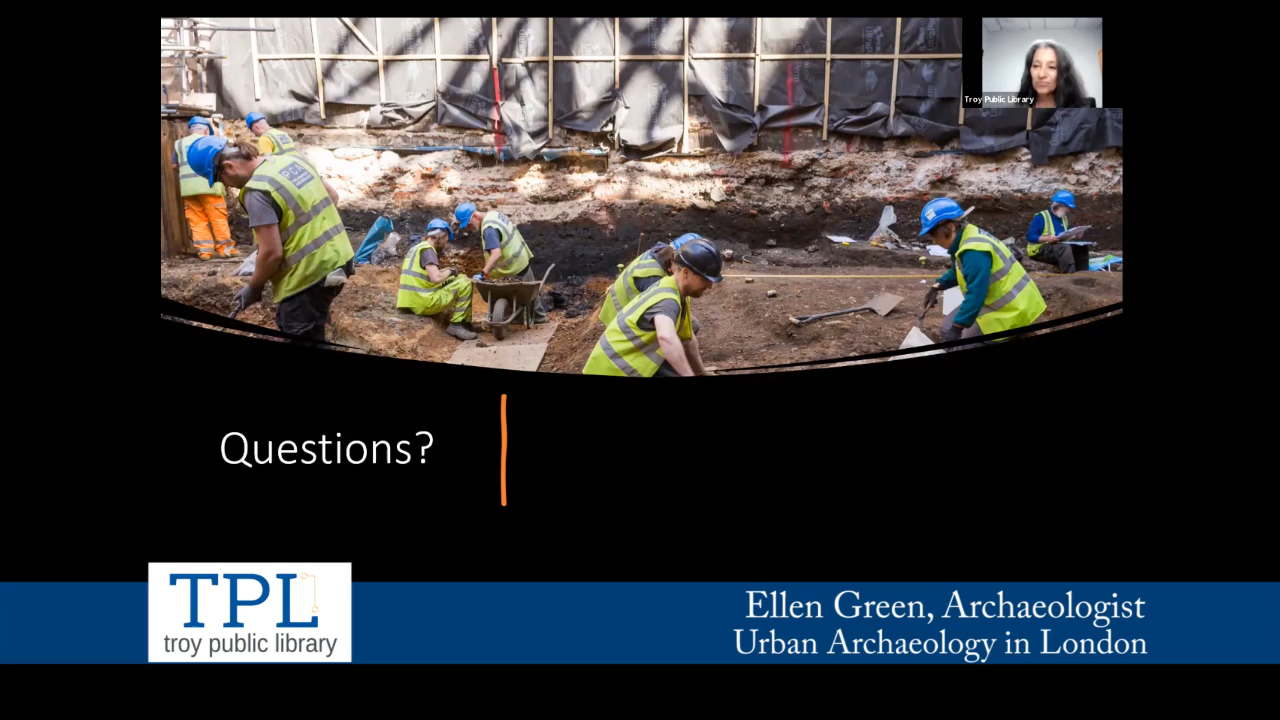 Troy Public Library
Questions?
TPL
troy public library
Ellen Green, Archaeologist
Urban Archaeology in London